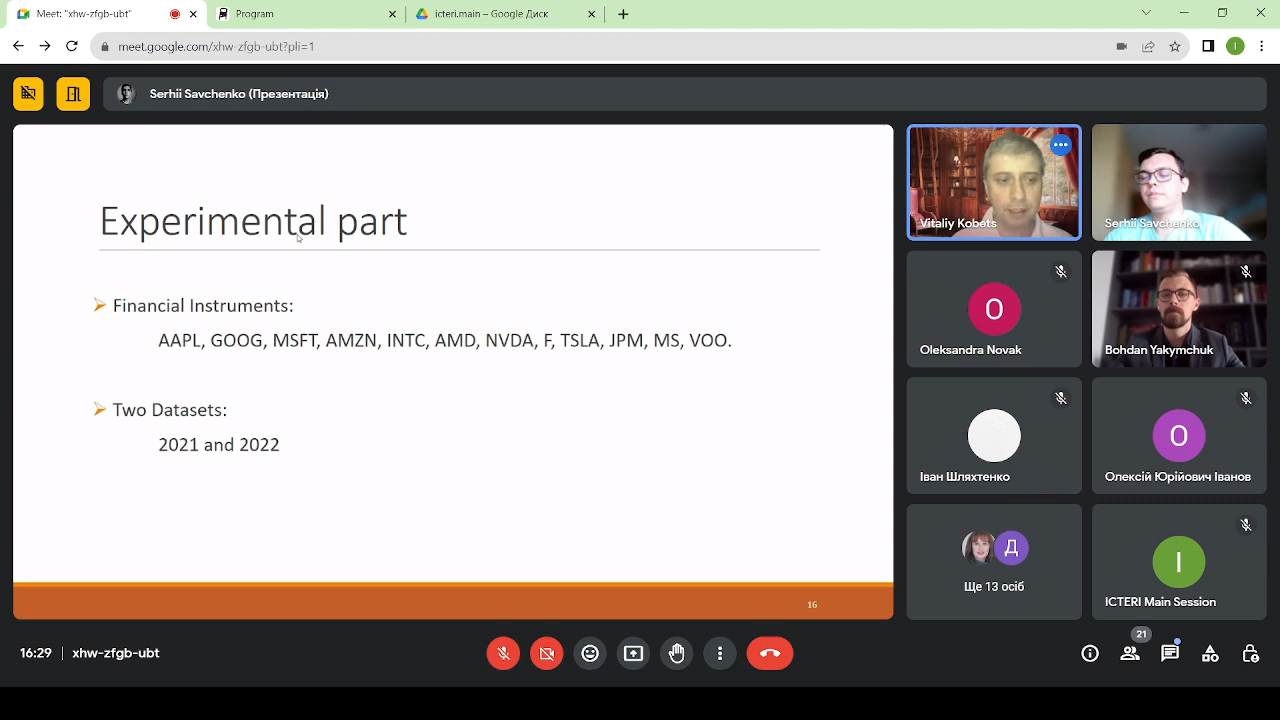 Meet: "xhw-zfgb-ubt"
Program
icteri.main – Google Диск
meet.google.com/xhw-zfgb-ubt?pli=1
I
Serhii Savchenko (Презентація)
Experimental part
Financial Instruments:
AAPL, GOOG, MSFT, AMZN, INTC, AMD, NVDA, F, TSLA, JPM, MS, VOO.
Two Datasets:
2021 and 2022
16
Vitaliy Kobets
Serhii Savchenko
O
Oleksandra Novak
Bohdan Yakymchuk
Іван Шляхтенко
О
Олексій Юрійович Іванов
Д
Ще 13 осіб
I
ICTERI Main Session
16:29 | xhw-zfgb-ubt
21